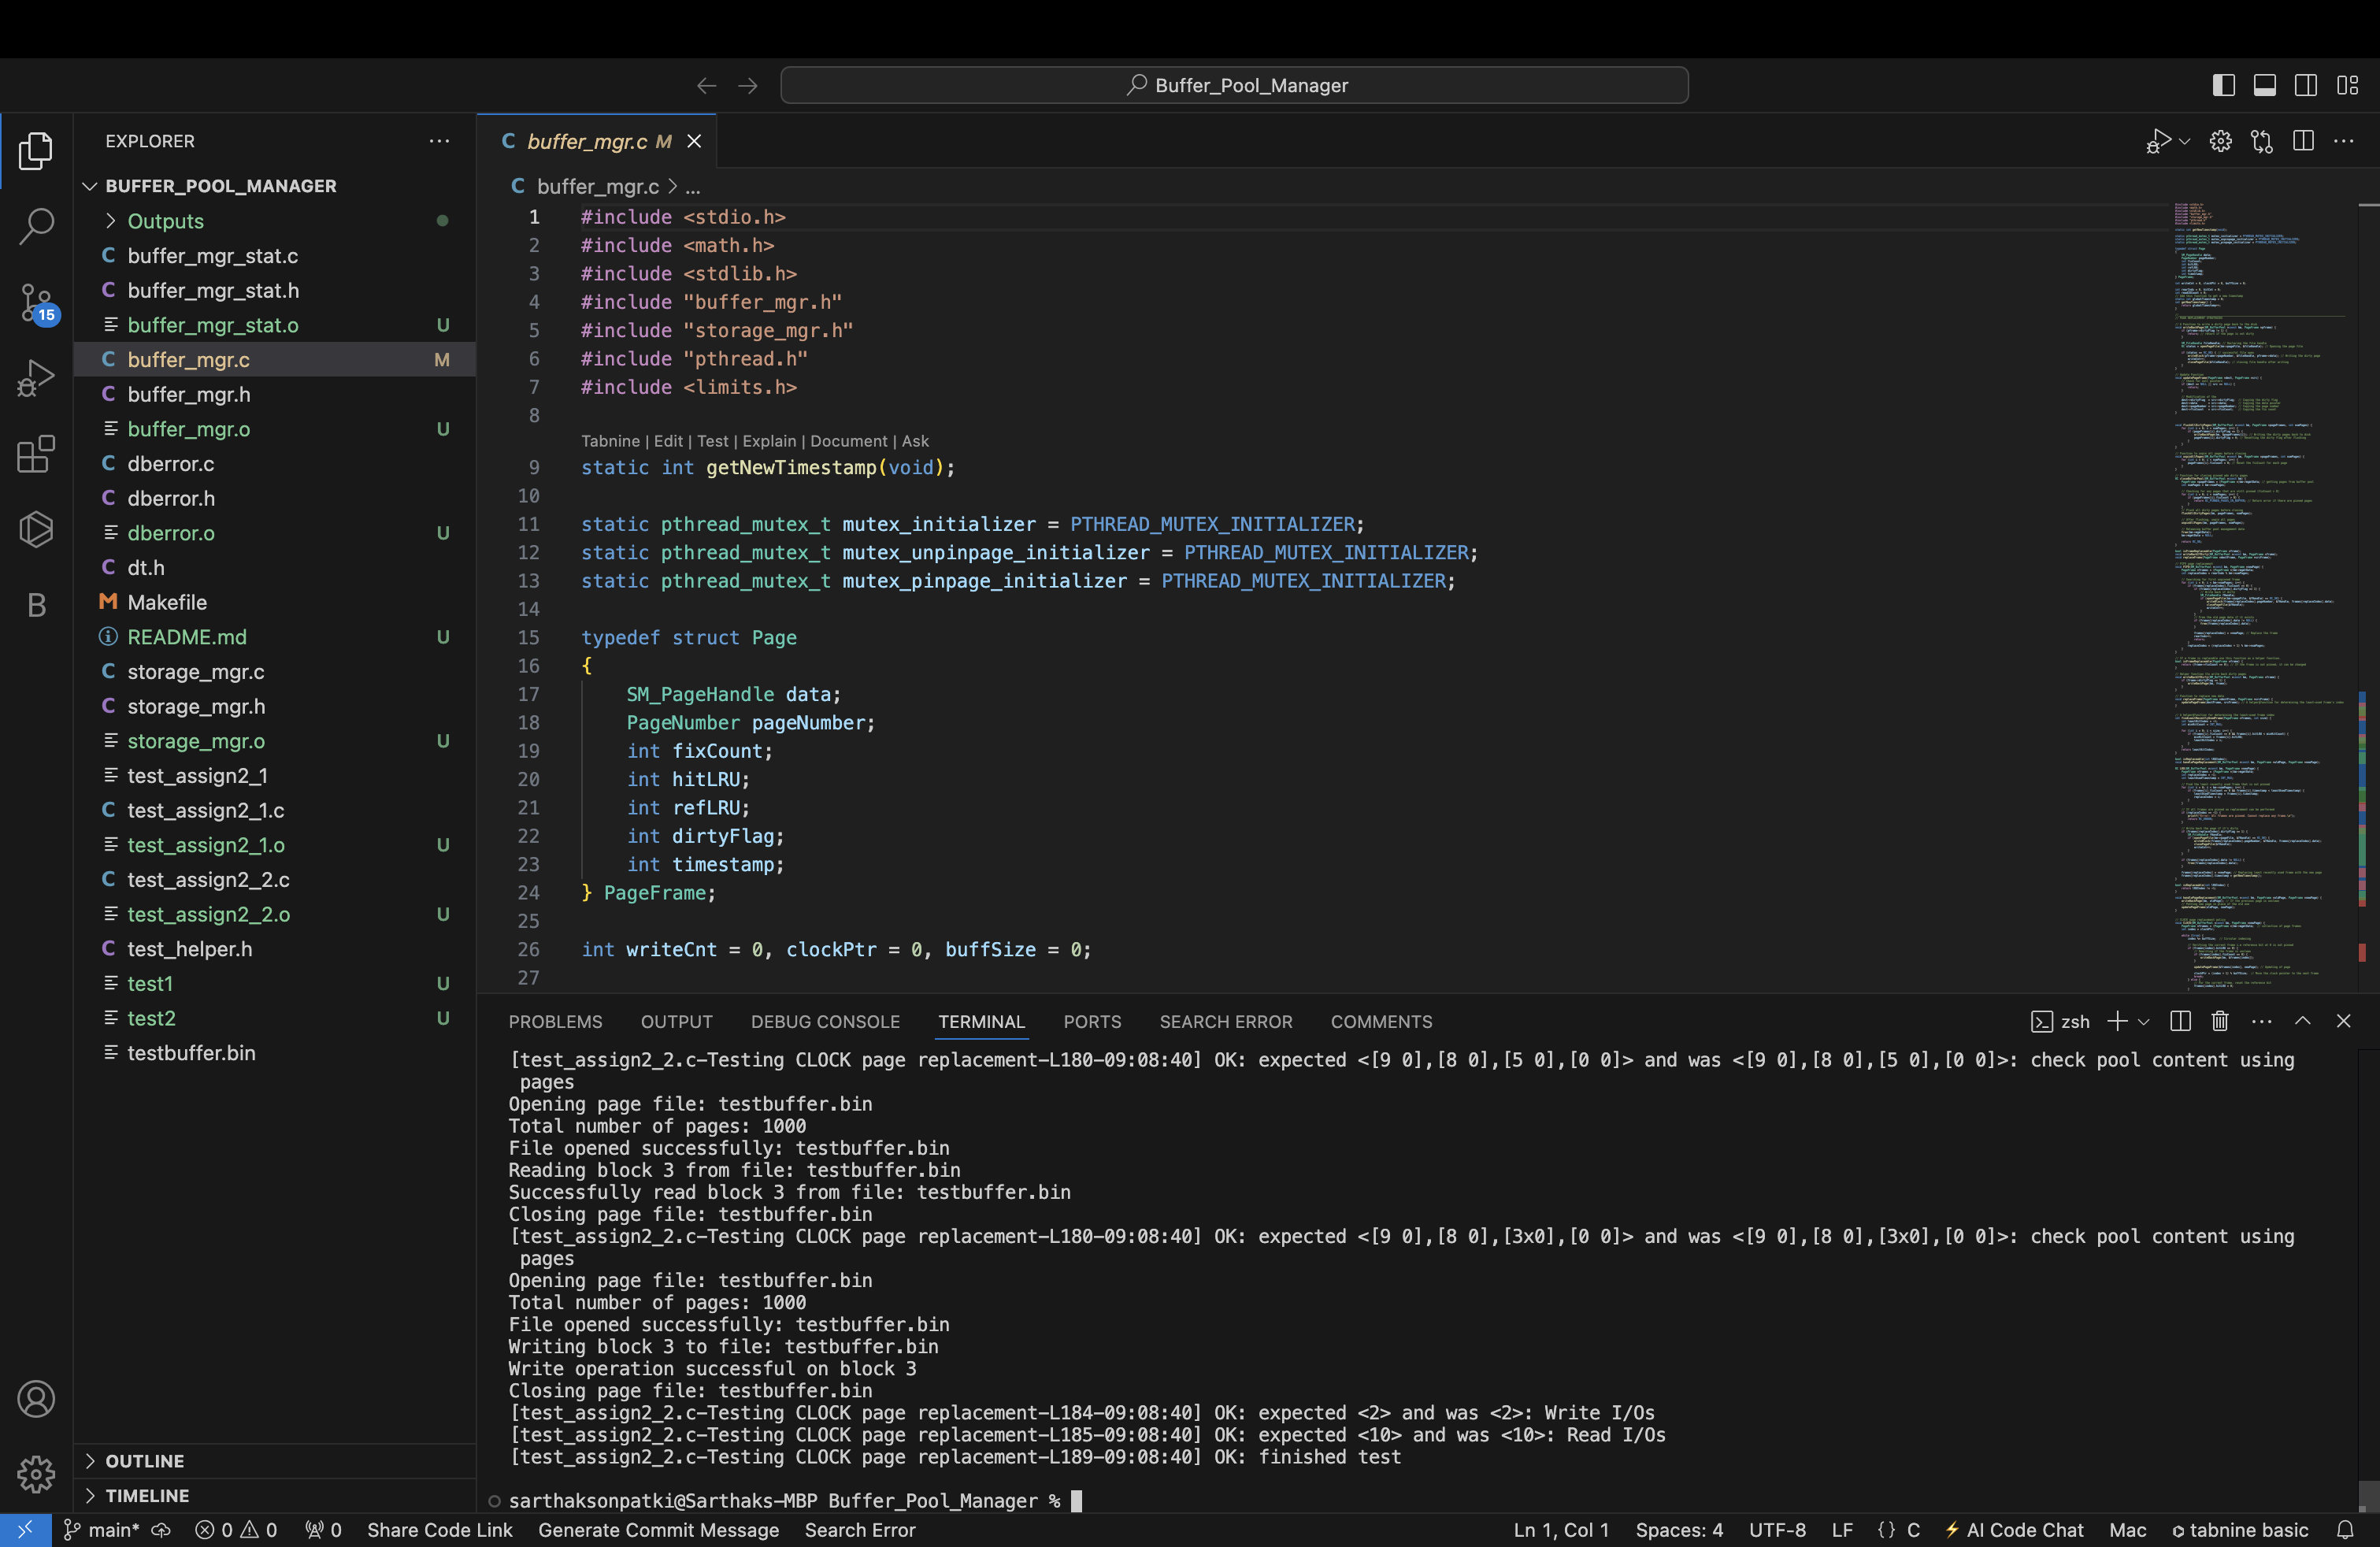 Buffer_Pool_Manager
EXPLORER
BUFFER_POOL_MANAGER
Outputs
buffer_mgr_stat.c
buffer_mgr_stat.h
buffer_mgr_stat.o U
buffer_mgr.c M
buffer_mgr.h
buffer_mgr.o U
dberror.c
dberror.h
dberror.o U
dt.h
Makefile
README.md U
storage_mgr.c
storage_mgr.h
storage_mgr.o U
test_assign2_1
test_assign2_1.c
test_assign2_1.o U
test_assign2_2.c
test_assign2_2.o U
test_helper.h
test1 U
test2 U
testbuffer.bin
OUTLINE
TIMELINE
15
B
C buffer_mgr.c M
C buffer_mgr.c > ...
1 #include <stdio.h>
2 #include <math.h>
3 #include <stdlib.h>
4 #include "buffer_mgr.h"
5 #include "storage_mgr.h"
6 #include "pthread.h"
7 #include <limits.h>
8
Tabnine | Edit | Test | Explain | Document | Ask
9 static int getNewTimestamp(void);
10
11 static pthread_mutex_t mutex_initializer = PTHREAD_MUTEX_INITIALIZER;
12 static pthread_mutex_t mutex_unpinpage_initializer = PTHREAD_MUTEX_INITIALIZER;
13 static pthread_mutex_t mutex_pinpage_initializer = PTHREAD_MUTEX_INITIALIZER;
14
15 typedef struct Page
16 {
17 SM_PageHandle data;
18 PageNumber pageNumber;
19 int fixCount;
20 int hitLRU;
21 int refLRU;
22 int dirtyFlag;
23 int timestamp;
24 } PageFrame;
25
26 int writeCnt = 0, clockPtr = 0, buffSize = 0;
27
PROBLEMS OUTPUT DEBUG CONSOLE TERMINAL PORTS SEARCH ERROR COMMENTS
zsh
[test_assign2_2.c-Testing CLOCK page replacement-L180-09:08:40] OK: expected <[9 0],[8 0],[5 0],[0 0]> and was <[9 0],[8 0],[5 0],[0 0]>: check pool content using
pages
Opening page file: testbuffer.bin
Total number of pages: 1000
File opened successfully: testbuffer.bin
Reading block 3 from file: testbuffer.bin
Successfully read block 3 from file: testbuffer.bin
Closing page file: testbuffer.bin
[test_assign2_2.c-Testing CLOCK page replacement-L180-09:08:40] OK: expected <[9 0],[8 0],[3x0],[0 0]> and was <[9 0],[8 0],[3x0],[0 0]>: check pool content using
pages
Opening page file: testbuffer.bin
Total number of pages: 1000
File opened successfully: testbuffer.bin
Writing block 3 to file: testbuffer.bin
Write operation successful on block 3
Closing page file: testbuffer.bin
[test_assign2_2.c-Testing CLOCK page replacement-L184-09:08:40] OK: expected <2> and was <2>: Write I/Os
[test_assign2_2.c-Testing CLOCK page replacement-L185-09:08:40] OK: expected <10> and was <10>: Read I/Os
[test_assign2_2.c-Testing CLOCK page replacement-L189-09:08:40] OK: finished test
sarthaksonpatki@Sarthaks-MBP Buffer_Pool_Manager %
main* 0 0 0 Share Code Link Generate Commit Message Search Error Ln 1, Col 1 Spaces: 4 UTF-8 LF {} C AI Code Chat Mac tabnine basic